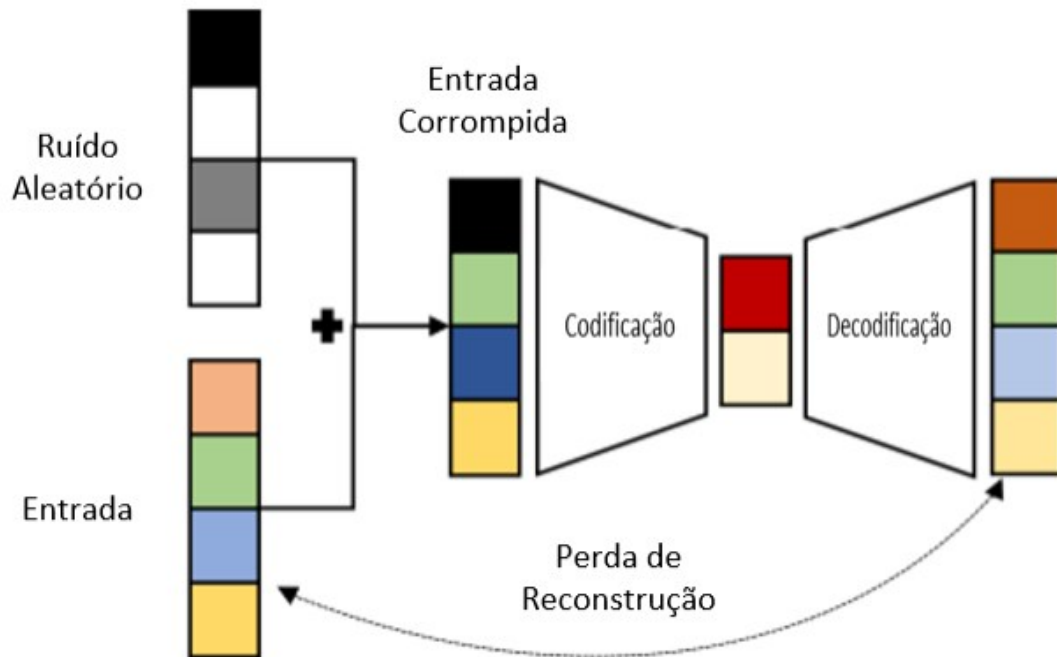 Ruído
Aleatório
Entrada
Corrompida
Codificação
Decodificação
Entrada
Perda de
Reconstrução